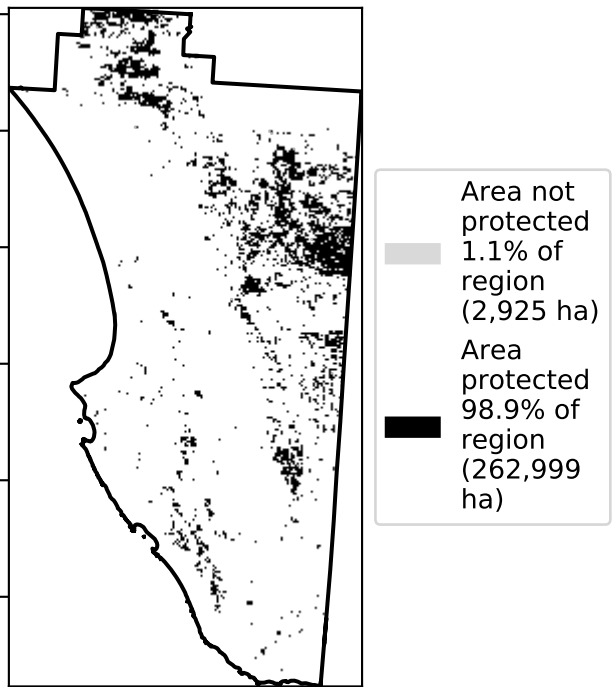 Area not
protected
1.1% of
region
(2,925 ha)
Area
protected
98.9% of
region
(262,999
ha)